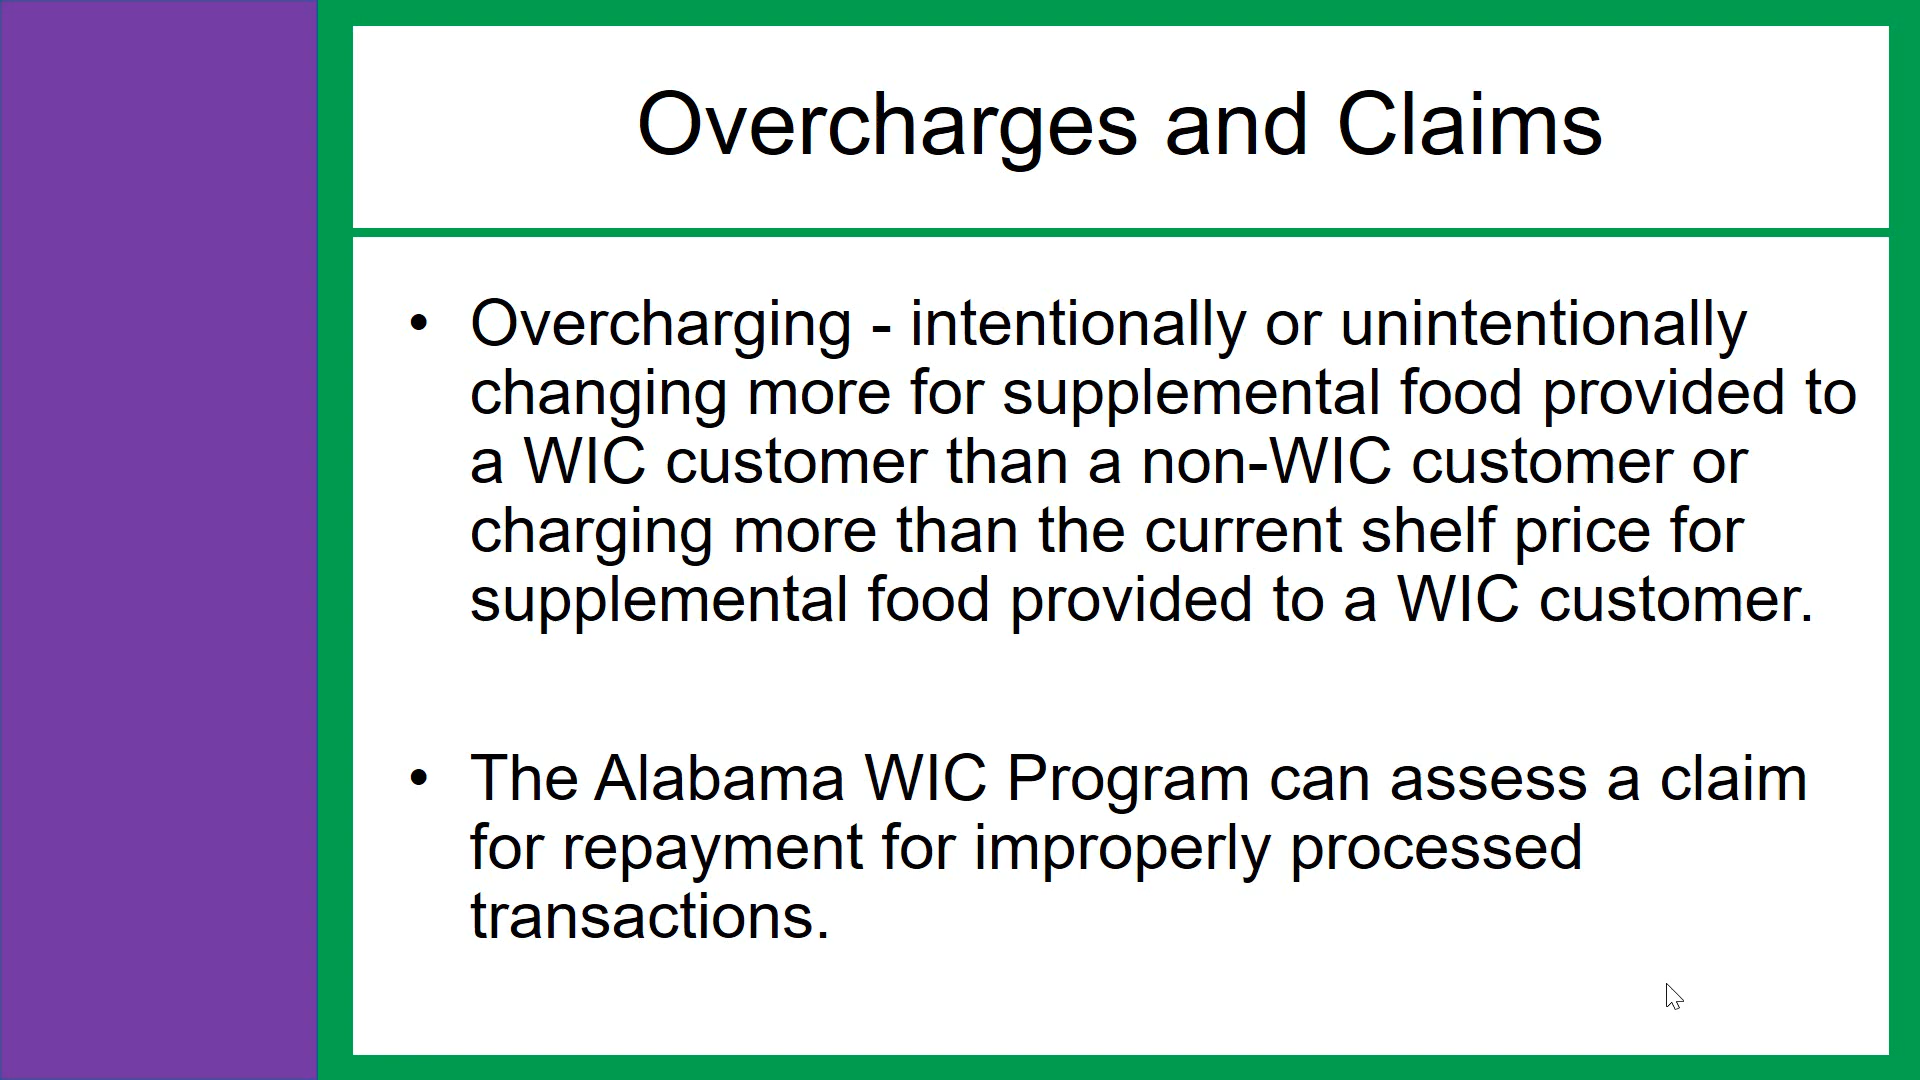 Overcharges and Claims
• Overcharging - intentionally or unintentionally
changing more for supplemental food provided to
a WIC customer than a non-WIC customer or
charging more than the current shelf price for
supplemental food provided to a WIC customer.
• The Alabama WIC Program can assess a claim
for repayment for improperly processed
transactions.